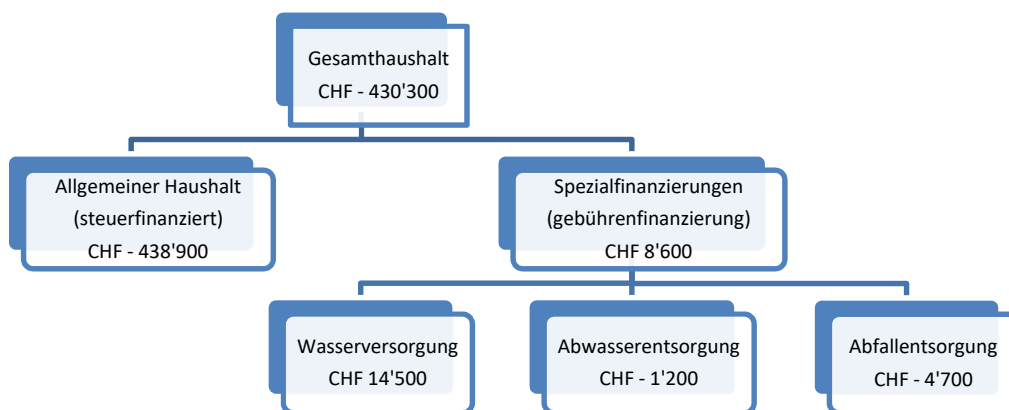 Gesamthaushalt
CHF - 430'300
Allgemeiner Haushalt
(steuerfinanziert)
CHF - 438'900
Spezialfinanzierungen
(gebührenfinanzierung)
CHF 8'600
Wasserversorgung
CHF 14'500
Abwasserentsorgung
CHF - 1'200
Abfallentsorgung
CHF - 4'700